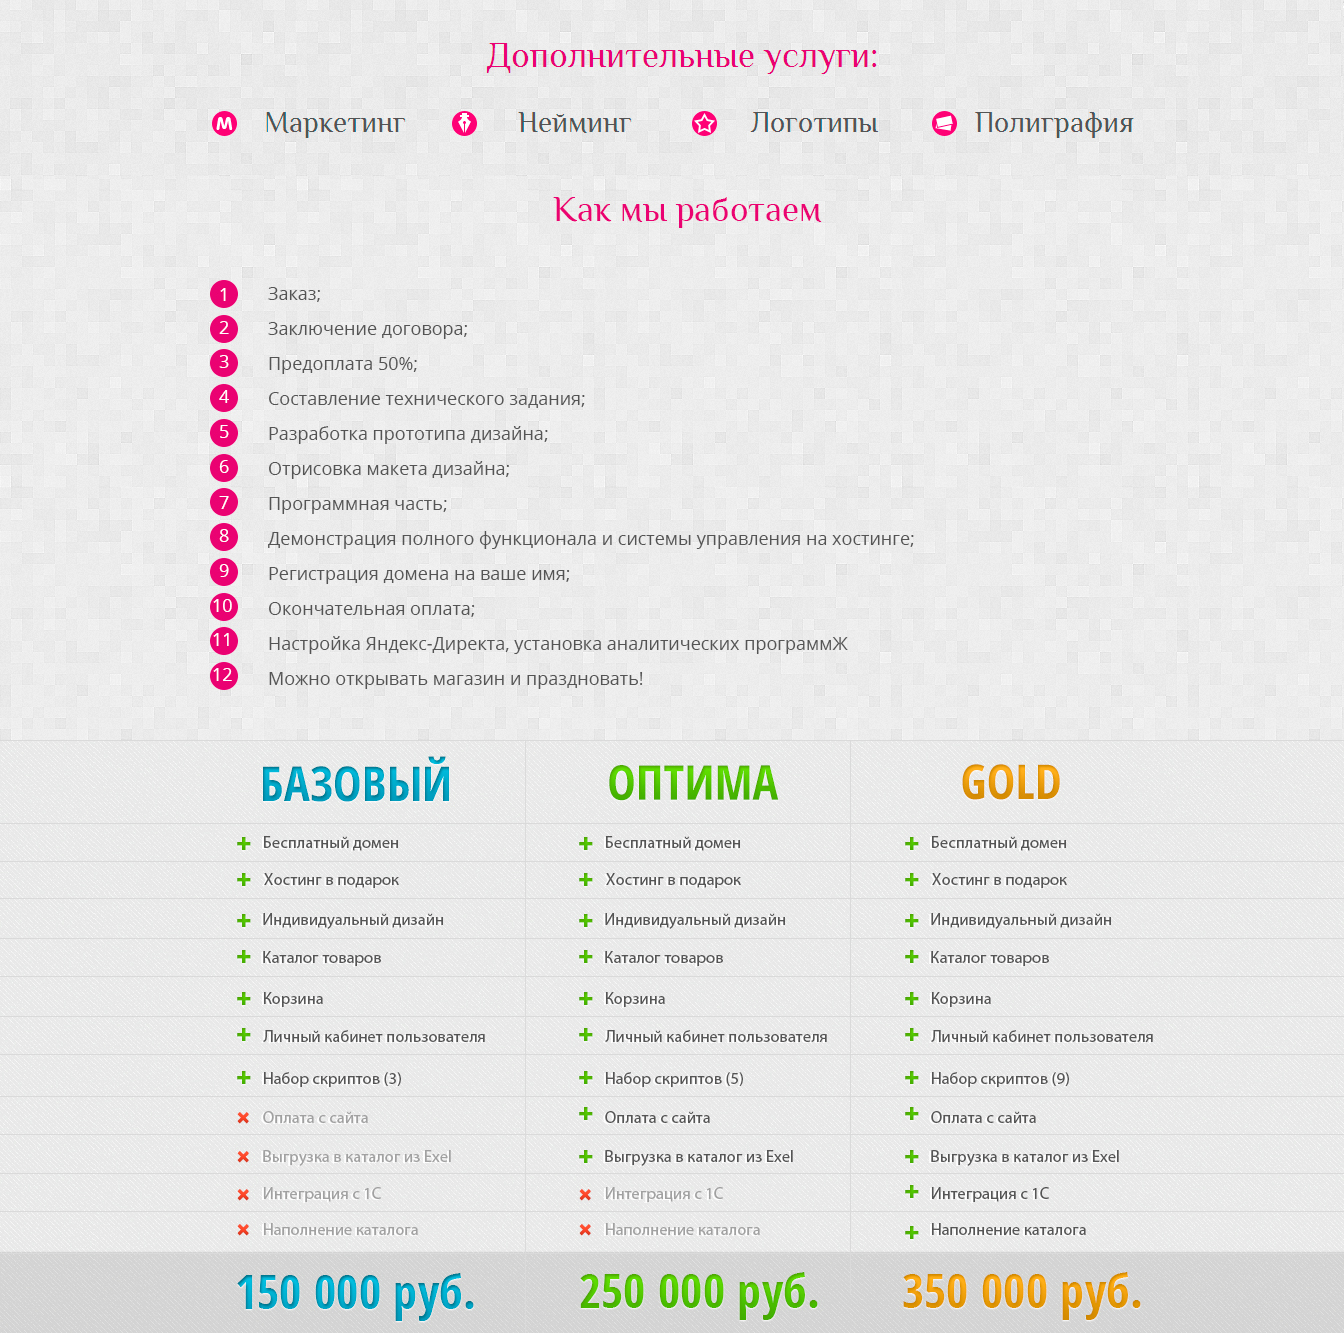 Дополнительные услуги:
Маркетинг Нейминг Логотипы Полиграфия
Как мы работаем
1 Заказ;
2 Заключение договора;
3 Предоплата 50%;
4 Составление технического задания;
5 Разработка прототипа дизайна;
6 Отрисовка макета дизайна;
7 Программная часть;
8 Демонстрация полного функционала и системы управления на хостинге;
9 Регистрация домена на ваше имя;
10 Окончательная оплата;
11 Настройка Яндекс-Директа, установка аналитических программЖ
12 Можно открывать магазин и праздновать!
БАЗОВЫЙ ОПТИМА GOLD
Бесплатный домен Бесплатный домен Бесплатный домен
Хостинг в подарок Хостинг в подарок Хостинг в подарок
Индивидуальный дизайн Индивидуальный дизайн Индивидуальный дизайн
Каталог товаров Каталог товаров Каталог товаров
Корзина Корзина Корзина
Личный кабинет пользователя Личный кабинет пользователя Личный кабинет пользователя
Набор скриптов (3) Набор скриптов (5) Набор скриптов (9)
Оплата с сайта Оплата с сайта Оплата с сайта
Выгрузка в каталог из Exel Выгрузка в каталог из Exel Выгрузка в каталог из Exel
Интеграция с 1С Интеграция с 1С Интеграция с 1С
Наполнение каталога Наполнение каталога Наполнение каталога
150 000 руб. 250 000 руб. 350 000 руб.